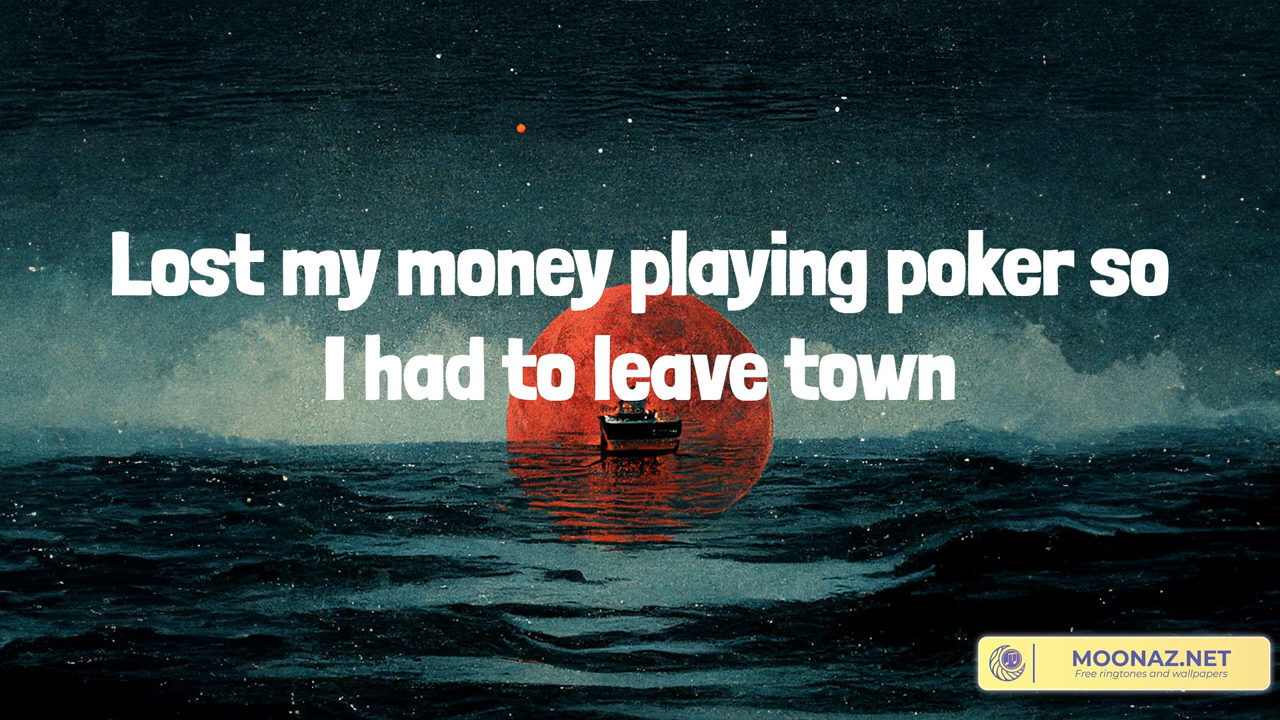 Lost my money playing poker so
I had to leave town
MOONAZ.NET
Free ringtones and wallpapers